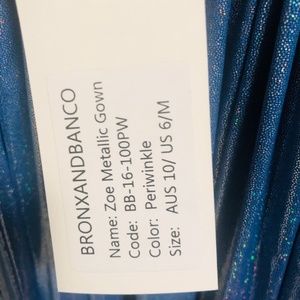 BRONXANDBANCO
Name: Zoe Metallic Gown
Code: BB-16-100PW
Color: Periwinkle
Size: AUS 10/ US 6/M